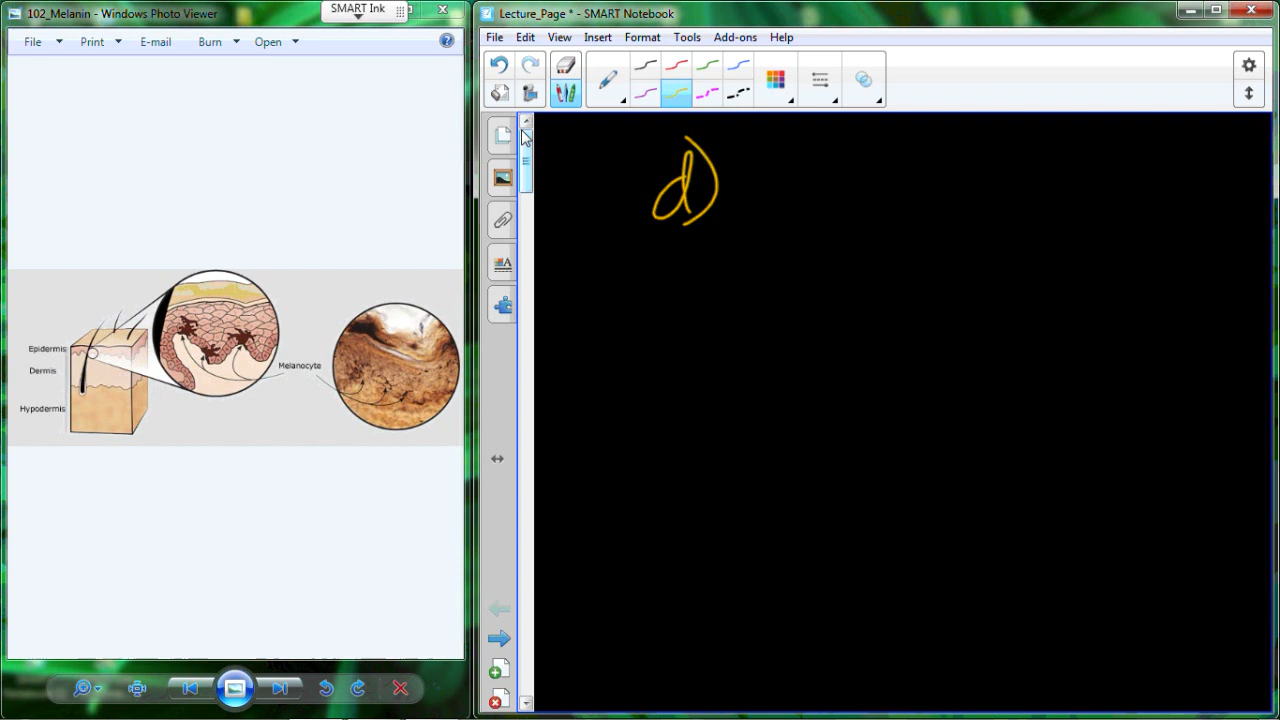 102_Melanin - Windows Photo Viewer
SMART Ink
File Print E-mail Burn Open
Epidermis
Dermis
Hypodermis
Melanocyte
Lecture_Page * - SMART Notebook
File Edit View Insert Format Tools Add-ons Help
d)